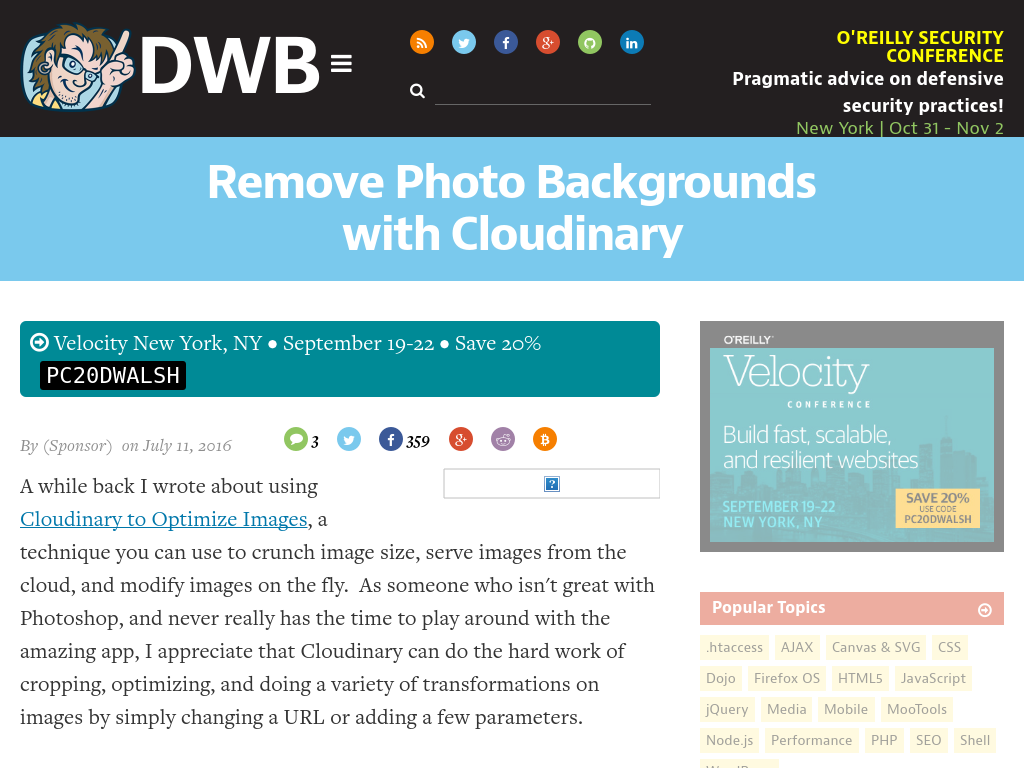 DWB
O'REILLY SECURITY
CONFERENCE
Pragmatic advice on defensive
security practices!
New York | Oct 31 - Nov 2
Remove Photo Backgrounds
with Cloudinary
Velocity New York, NY ● September 19-22 ● Save 20%
PC20DWALSH
By (Sponsor) on July 11, 2016
3
359
A while back I wrote about using
Cloudinary to Optimize Images, a
technique you can use to crunch image size, serve images from the
cloud, and modify images on the fly. As someone who isn't great with
Photoshop, and never really has the time to play around with the
amazing app, I appreciate that Cloudinary can do the hard work of
cropping, optimizing, and doing a variety of transformations on
images by simply changing a URL or adding a few parameters.
O'REILLY
Velocity
CONFERENCE
Build fast, scalable,
and resilient websites
SEPTEMBER 19-22
NEW YORK, NY
SAVE 20%
USE CODE
PC20DWALSH
Popular Topics
.htaccess AJAX Canvas & SVG CSS
Dojo Firefox OS HTML5 JavaScript
jQuery Media Mobile MooTools
Node.js Performance PHP SEO Shell